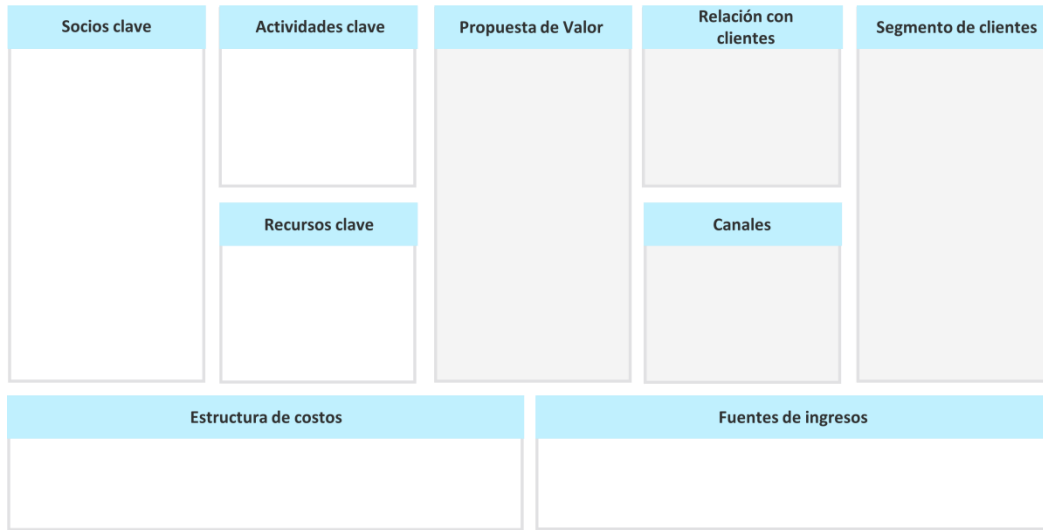 Socios clave
Actividades clave
Propuesta de Valor
Relación con
clientes
Segmento de clientes
Recursos clave
Canales
Estructura de costos
Fuentes de ingresos